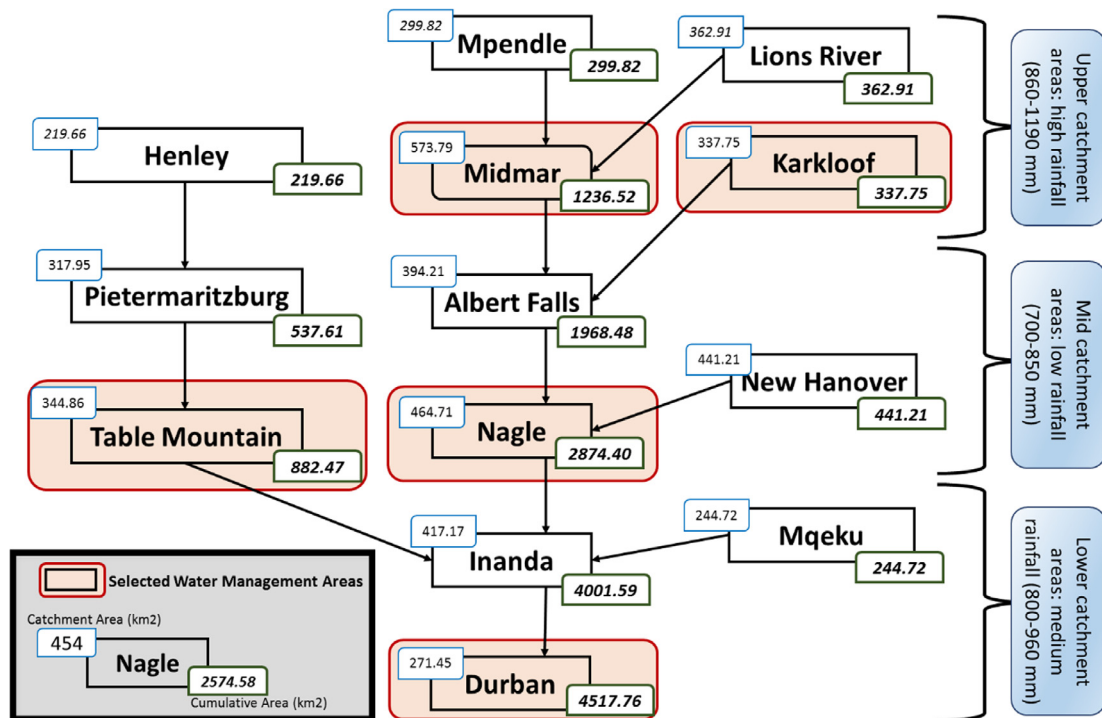 299.82
Mpendle
299.82
362.91
Lions River
362.91
219.66
Henley
219.66
573.79
Midmar
1236.52
337.75
Karkloof
337.75
Upper catchment
areas: high rainfall
(860-1190 mm)
317.95
Pietermaritzburg
537.61
394.21
Albert Falls
1968.48
441.21
New Hanover
441.21
Mid catchment
areas: low rainfall
(700-850 mm)
344.86
Table Mountain
882.47
464.71
Nagle
2874.40
417.17
Inanda
4001.59
244.72
Mqeku
244.72
Lower catchment
areas: medium
rainfall (800-960 mm)
271.45
Durban
4517.76
Selected Water Management Areas
Catchment Area (km2)
454
Nagle
2574.58
Cumulative Area (km2)